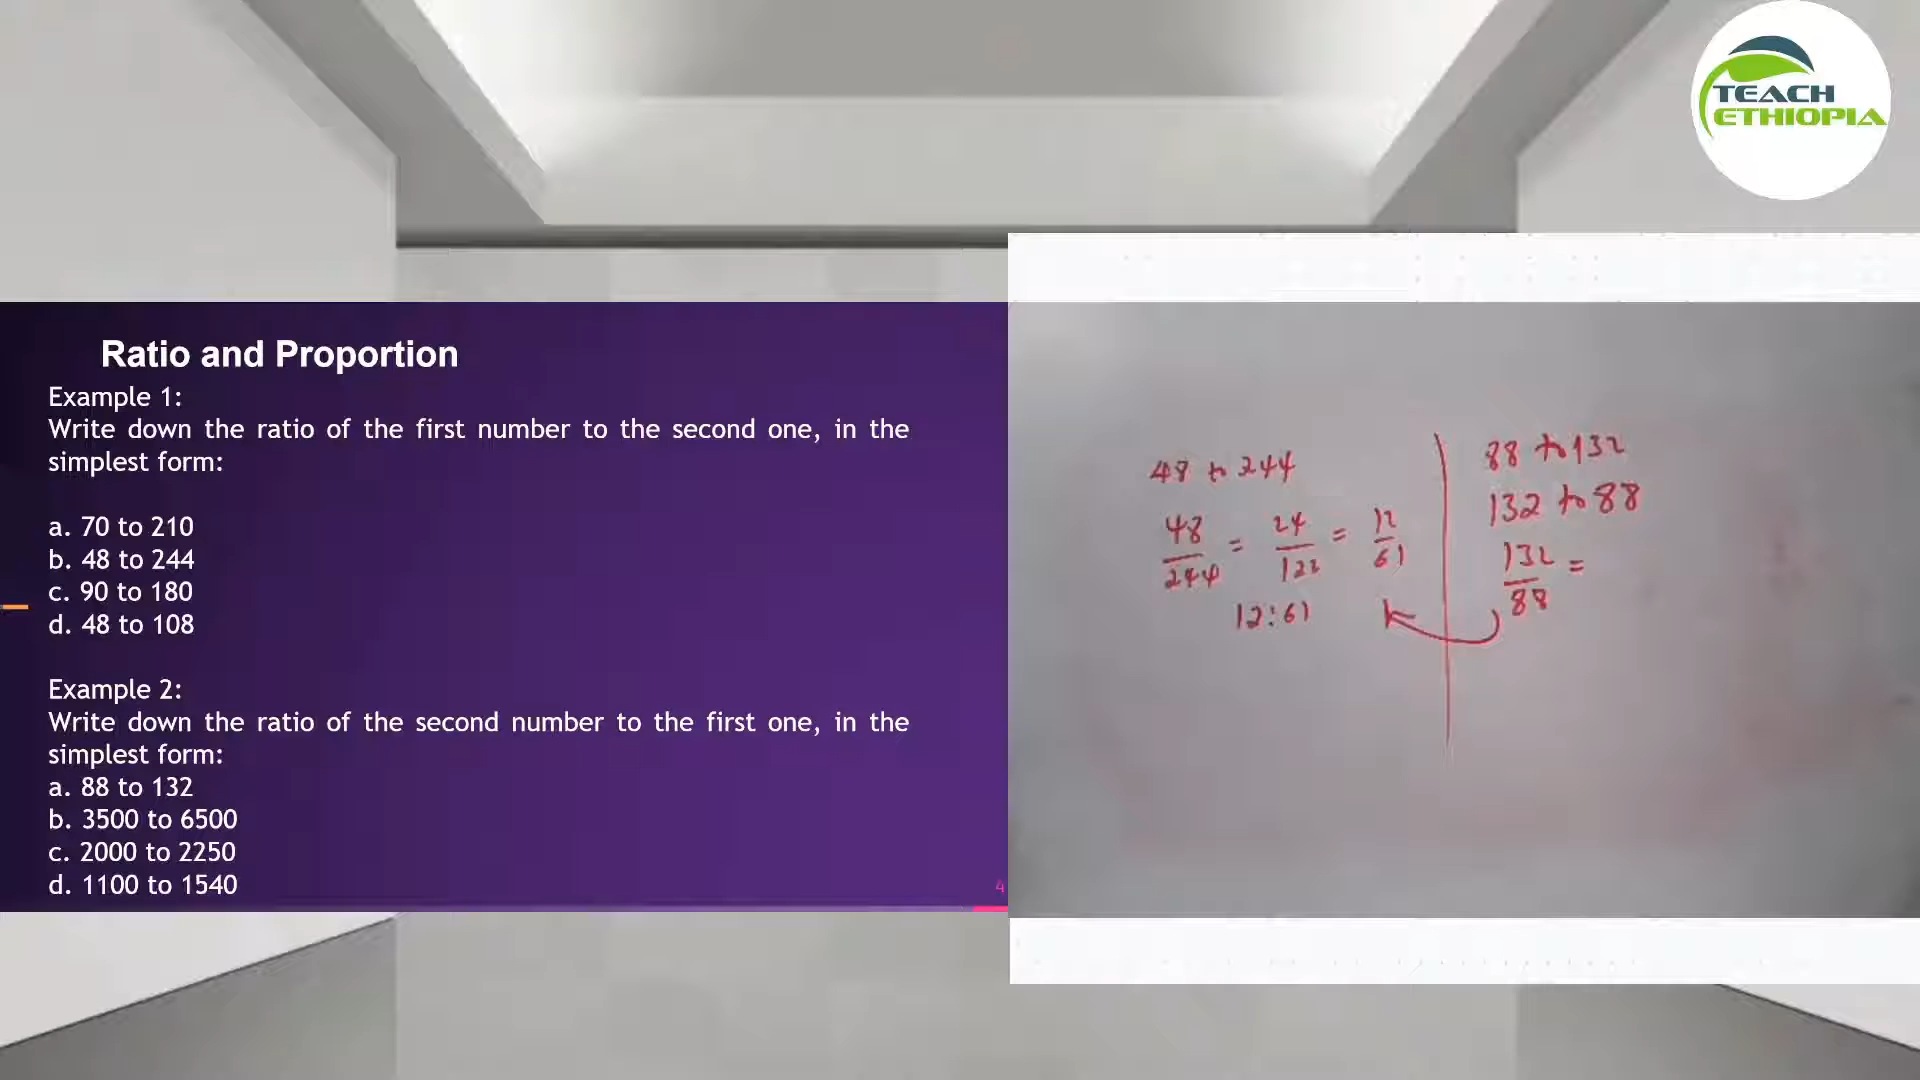 TEACH
ETHIOPIA
Ratio and Proportion
Example 1:
Write down the ratio of the first number to the second one, in the
simplest form:
a. 70 to 210
b. 48 to 244
c. 90 to 180
d. 48 to 108
Example 2:
Write down the ratio of the second number to the first one, in the
simplest form:
a. 88 to 132
b. 3500 to 6500
c. 2000 to 2250
d. 1100 to 1540
4
48 to 244
48/244 = 24/122 = 12/61
12:61
88 to 132
132 to 88
132/88 =